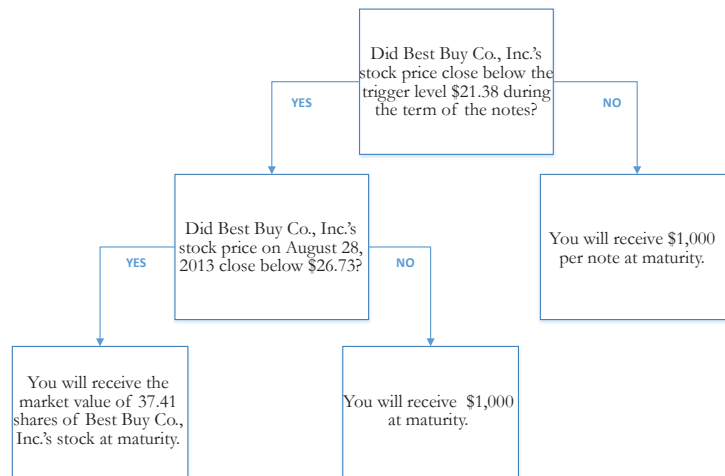 Did Best Buy Co., Inc.'s
stock price close below the
trigger level $21.38 during
the term of the notes?
YES
NO
Did Best Buy Co., Inc.'s
stock price on August 28,
2013 close below $26.73?
You will receive $1,000
per note at maturity.
YES
NO
You will receive the
market value of 37.41
shares of Best Buy Co.,
Inc.'s stock at maturity.
You will receive $1,000
at maturity.